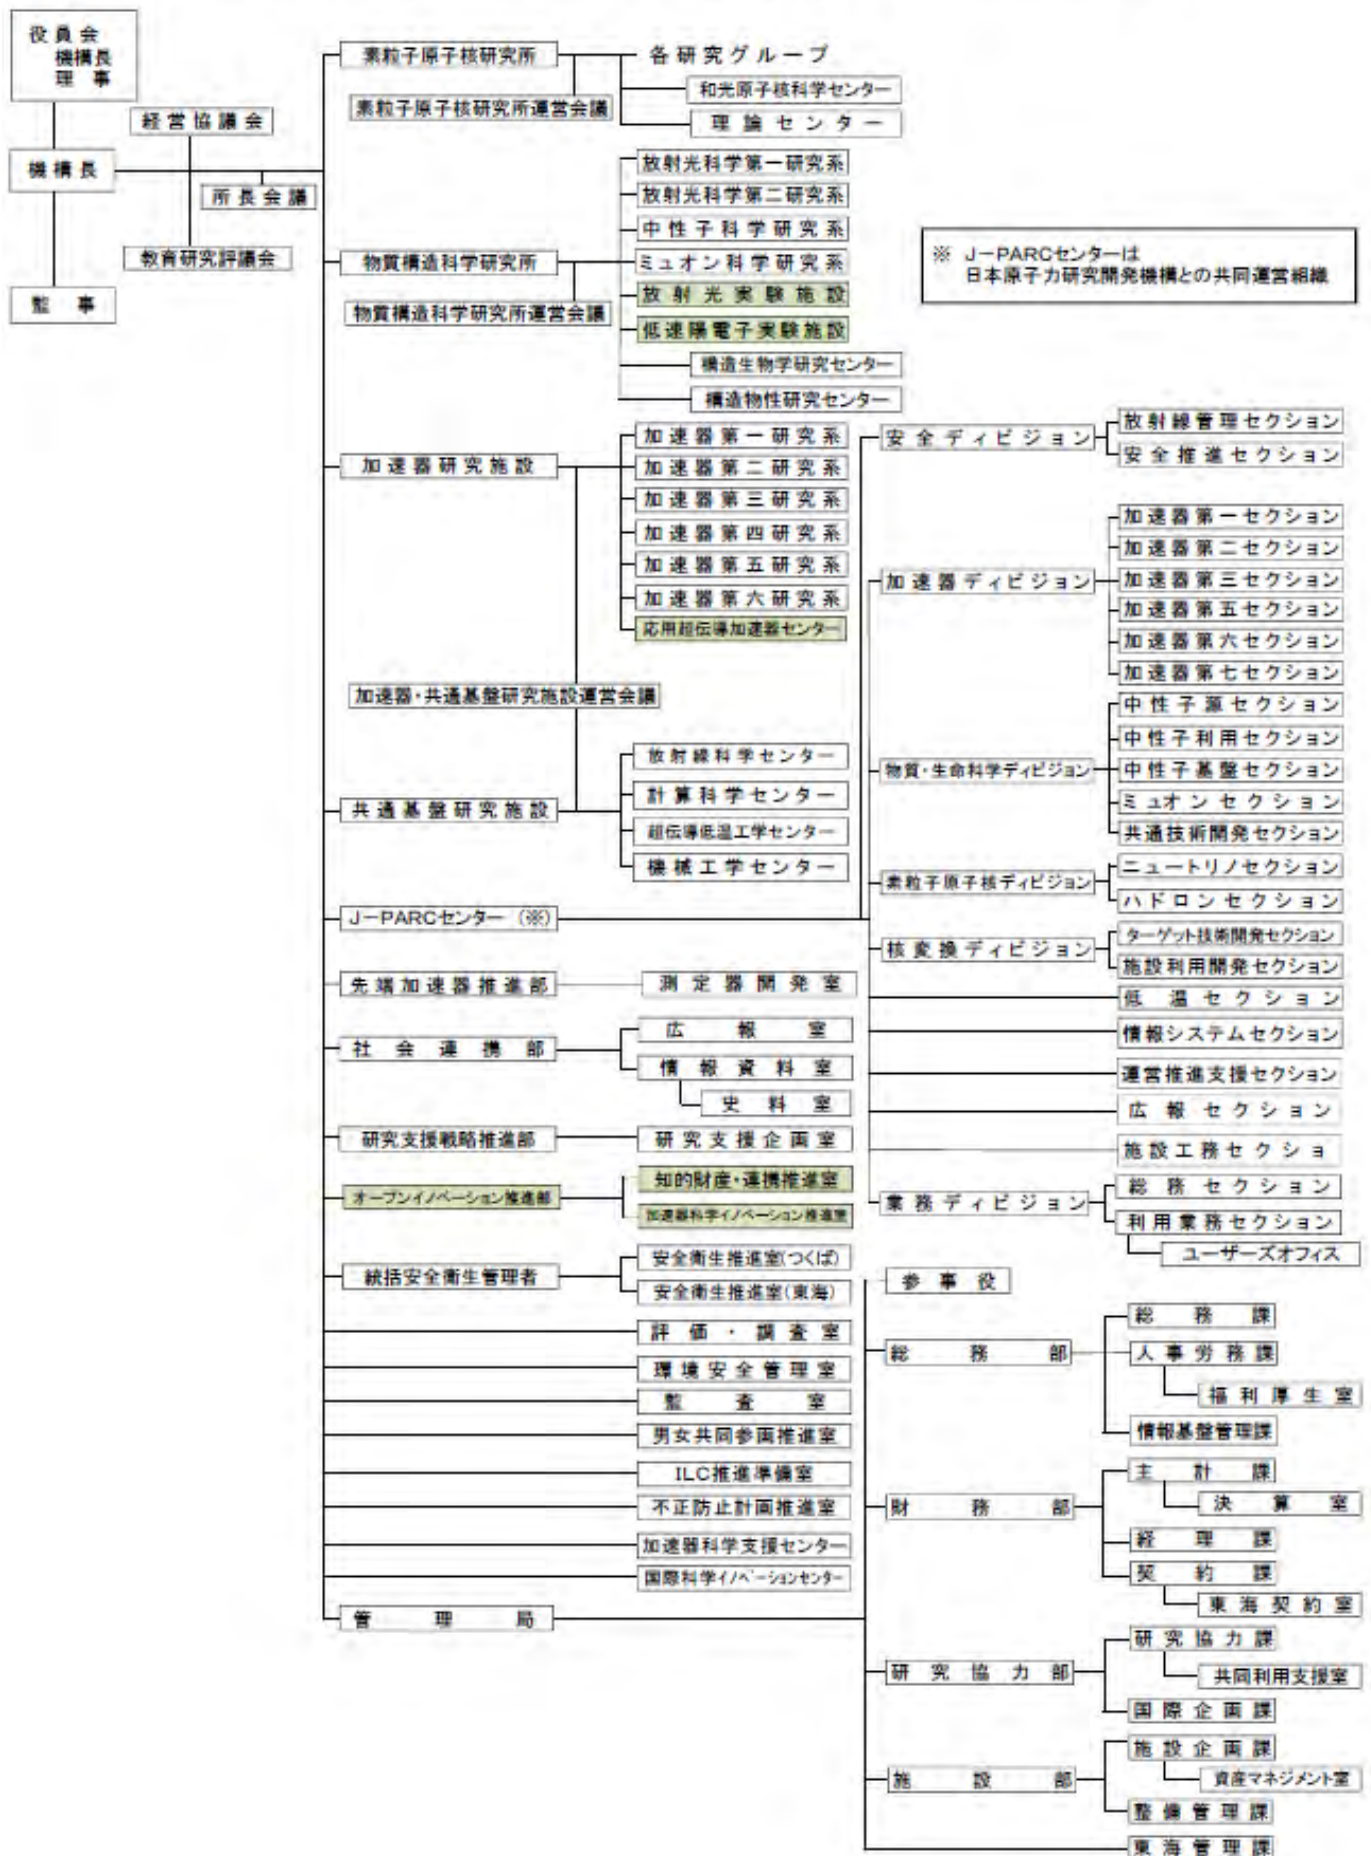 役員会
機構長
理事
経営協議会
機構長
所長会議
教育研究評議会
監事
素粒子原子核研究所
各研究グループ
和光原子核科学センター
素粒子原子核研究所運営会議
理論センター
放射光科学第一研究系
放射光科学第二研究系
中性子科学研究系
物質構造科学研究所
ミュオン科学研究系
放射光実験施設
物質構造科学研究所運営会議
低速陽電子実験施設
構造生物学研究センター
構造物性研究センター
※ J-PARCセンターは
日本原子力研究開発機構との共同運営組織
加速器研究施設
加速器第一研究系
加速器第二研究系
加速器第三研究系
加速器第四研究系
加速器第五研究系
加速器第六研究系
応用超伝導加速器センター
加速器・共通基盤研究施設運営会議
共通基盤研究施設
放射線科学センター
計算科学センター
超伝導低温工学センター
機械工学センター
J-PARCセンター (※)
安全ディビジョン
放射線管理セクション
安全推進セクション
加速器ディビジョン
加速器第一セクション
加速器第二セクション
加速器第三セクション
加速器第五セクション
加速器第六セクション
加速器第七セクション
物質・生命科学ディビジョン
中性子源セクション
中性子利用セクション
中性子基盤セクション
ミュオンセクション
共通技術開発セクション
素粒子原子核ディビジョン
ニュートリノセクション
ハドロンセクション
核変換ディビジョン
ターゲット技術開発セクション
施設利用開発セクション
低温セクション
情報システムセクション
運営推進支援セクション
広報セクション
施設工務セクショ
業務ディビジョン
総務セクション
利用業務セクション
ユーザーズオフィス
先端加速器推進部
測定器開発室
社会連携部
広報室
情報資料室
史料室
研究支援戦略推進部
研究支援企画室
オープンイノベーション推進部
知的財産・連携推進室
加速器科学イノベーション推進室
統括安全衛生管理者
安全衛生推進室(つくば)
安全衛生推進室(東海)
評価・調査室
環境安全管理室
監査室
男女共同参画推進室
ILC推進準備室
不正防止計画推進室
加速器科学支援センター
国際科学イノベーションセンター
管理局
参事役
総務部
総務課
人事労務課
福利厚生室
情報基盤管理課
財務部
主計課
決算室
経理課
契約課
東海契約室
研究協力部
研究協力課
共同利用支援室
国際企画課
施設部
施設企画課
資産マネジメント室
整備管理課
東海管理課